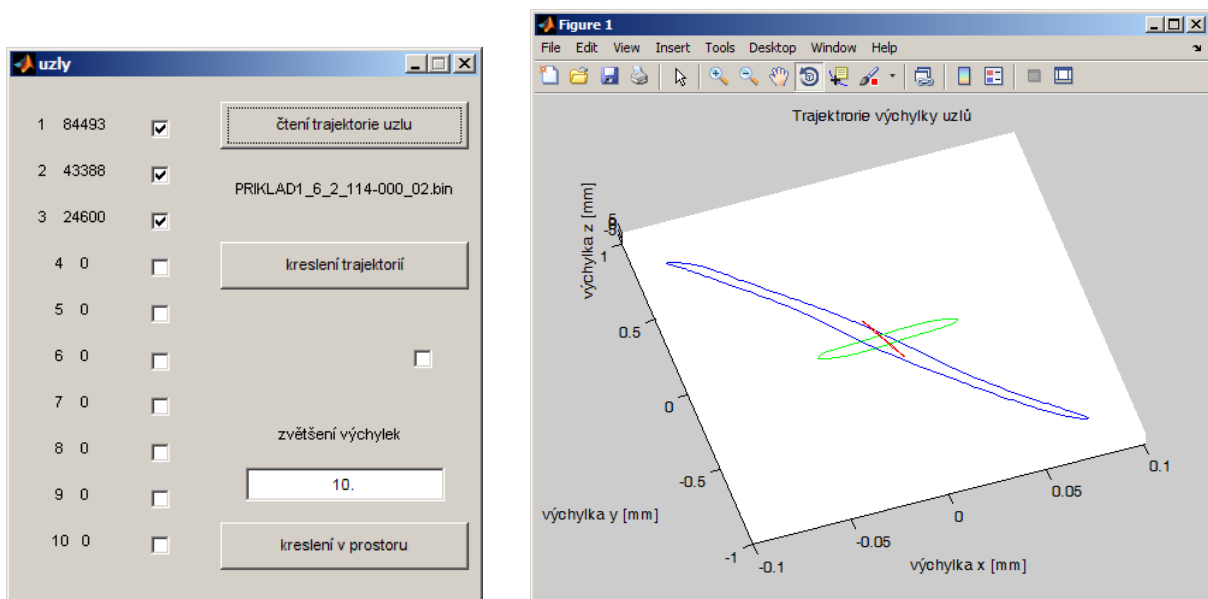 uzly
1 84493
čtení trajektorie uzlu
2 43388
PRIKLAD1_6_2_114-000_02.bin
3 24600
4 0
kreslení trajektorií
5 0
6 0
7 0
zvětšení výchylek
8 0
9 0
10.
10 0
kreslení v prostoru
Figure 1
File Edit View Insert Tools Desktop Window Help
Trajektrorie výchylky uzlů
výchylka z [mm]
1
0.5
0
-0.5
-1
výchylka y [mm]
-0.1
-0.05
0
0.05
0.1
výchylka x [mm]